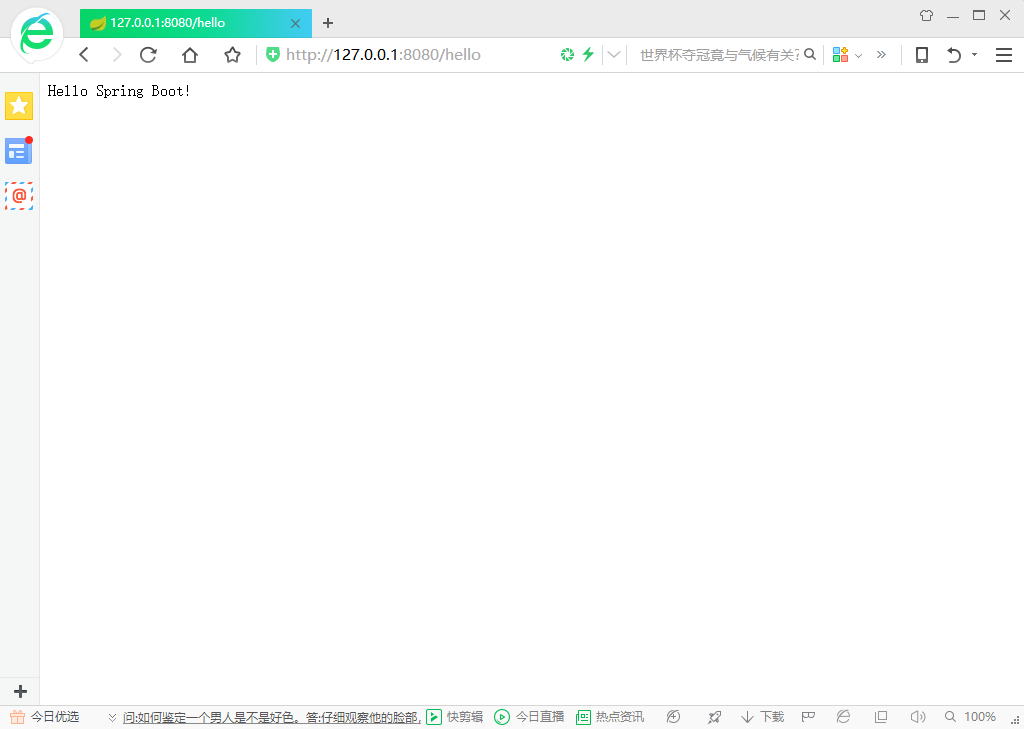 127.0.0.1:8080/hello
http://127.0.0.1:8080/hello
世界杯夺冠竟与气候有关?
Hello Spring Boot!
@
今日优选 问:如何鉴定一个男人是不是好色。答:仔细观察他的脸部, 快剪辑 今日直播 热点资讯 下载 100%